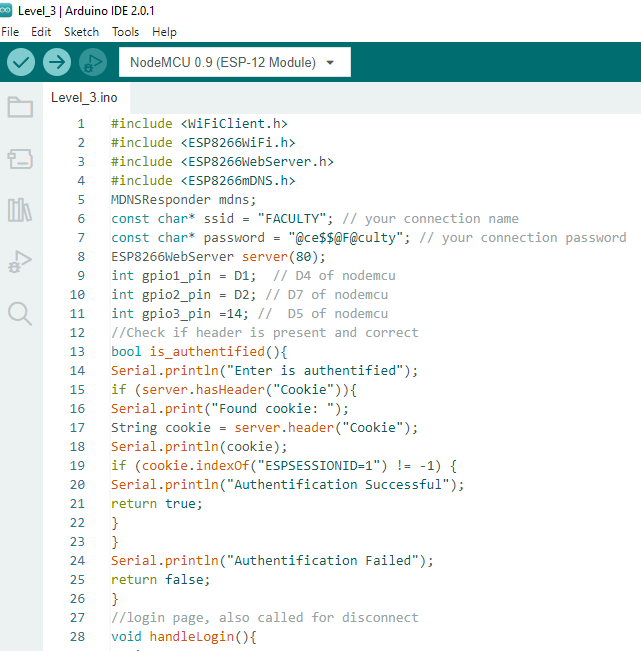 Level_3 | Arduino IDE 2.0.1
File Edit Sketch Tools Help
NodeMCU 0.9 (ESP-12 Module)
Level_3.ino
1 #include <WiFiClient.h>
2 #include <ESP8266WiFi.h>
3 #include <ESP8266WebServer.h>
4 #include <ESP8266mDNS.h>
5 MDNSResponder mdns;
6 const char* ssid = "FACULTY"; // your connection name
7 const char* password = "@ce$$@F@culty"; // your connection password
8 ESP8266WebServer server(80);
9 int gpio1_pin = D1;  // D4 of nodemcu
10 int gpio2_pin = D2; // D7 of nodemcu
11 int gpio3_pin =14; //  D5 of nodemcu
12 //Check if header is present and correct
13 bool is_authentified(){
14 Serial.println("Enter is authentified");
15 if (server.hasHeader("Cookie")){
16 Serial.print("Found cookie: ");
17 String cookie = server.header("Cookie");
18 Serial.println(cookie);
19 if (cookie.indexOf("ESPSESSIONID=1") != -1) {
20 Serial.println("Authentification Successful");
21 return true;
22 }
23 }
24 Serial.println("Authentification Failed");
25 return false;
26 }
27 //login page, also called for disconnect
28 void handleLogin(){